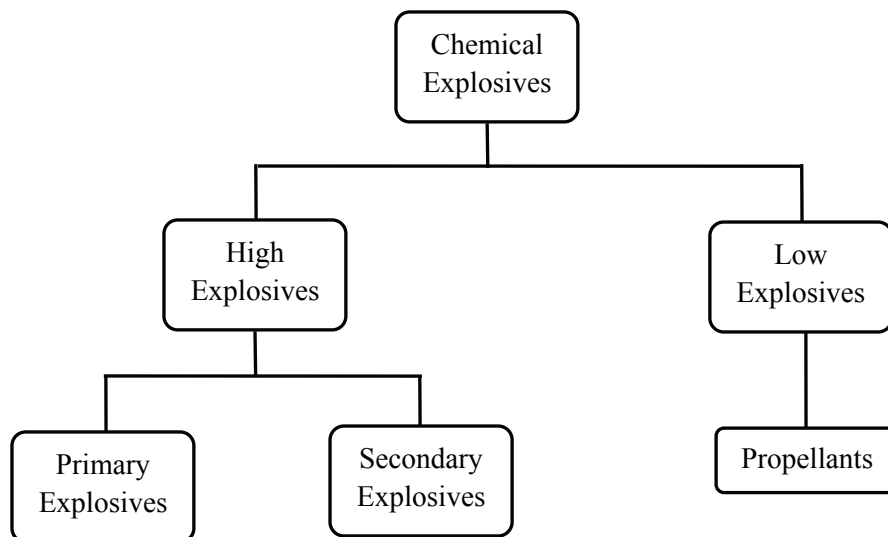 Chemical
Explosives
High
Explosives
Low
Explosives
Primary
Explosives
Secondary
Explosives
Propellants